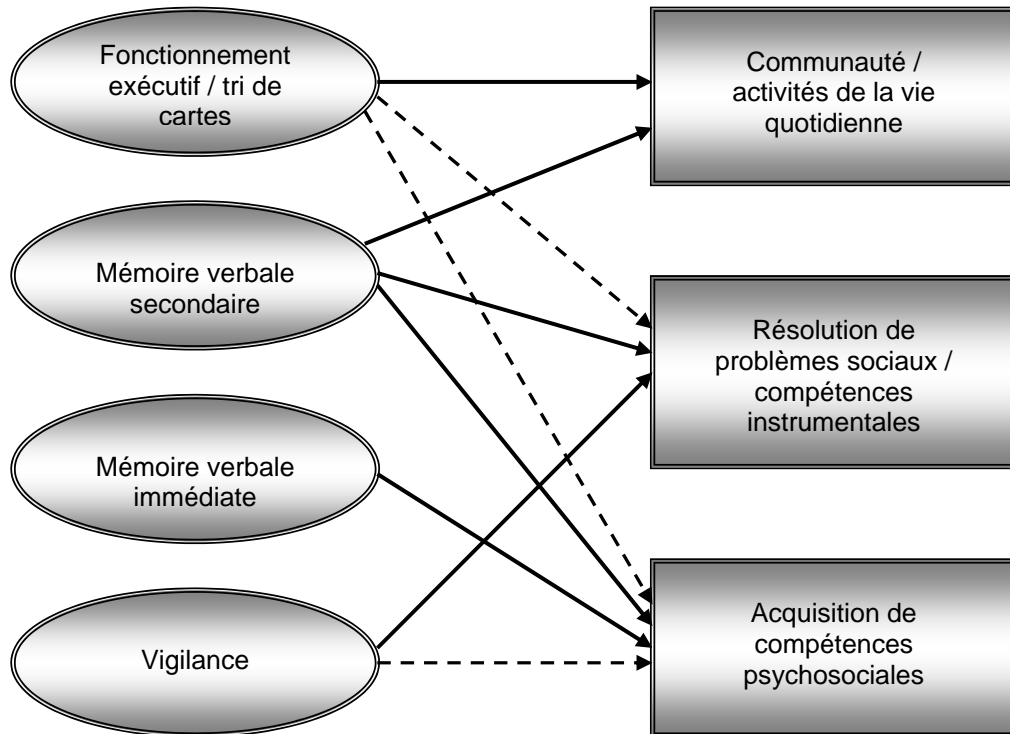 Fonctionnement
exécutif / tri de
cartes
Communauté /
activités de la vie
quotidienne
Mémoire verbale
secondaire
Résolution de
problèmes sociaux /
compétences
instrumentales
Mémoire verbale
immédiate
Vigilance
Acquisition de
compétences
psychosociales